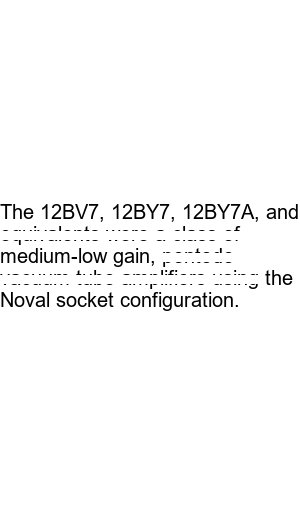 The 12BV7, 12BY7, 12BY7A, and
equivalents were a class of
medium-low gain, pentode
vacuum tube amplifiers using the
Noval socket configuration.